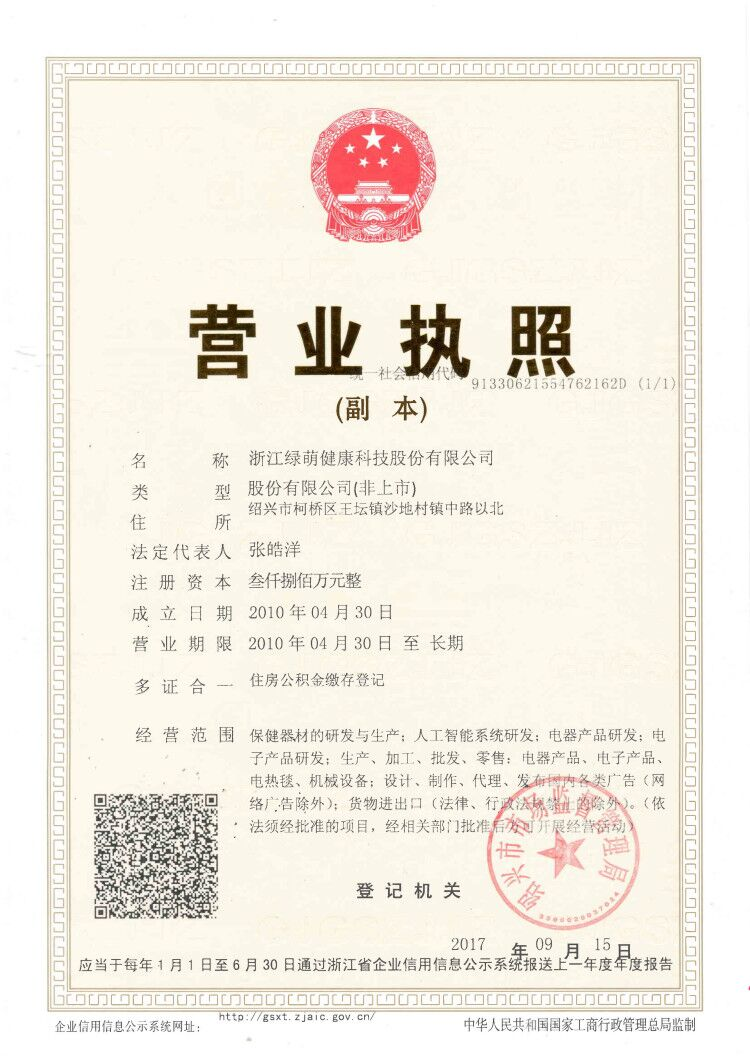 营业执照
统一社会信用代码 91330621554762162D (1/1)
(副 本)
名 称 浙江绿萌健康科技股份有限公司
类 型 股份有限公司(非上市)
住 所 绍兴市柯桥区王坛镇沙地村镇中路以北
法定代表人 张皓洋
注册资本 叁仟捌佰万元整
成立日期 2010 年 04 月 30 日
营业期限 2010 年 04 月 30 日 至 长期
多证合一 住房公积金缴存登记
经营范围 保健器材的研发与生产；人工智能系统研发；电器产品研发；电
子产品研发；生产、加工、批发、零售：电器产品、电子产品、
电热毯、机械设备；设计、制作、代理、发布国内各类广告（网
络广告除外）；货物进出口（法律、行政法规禁止的除外）。（依
法须经批准的项目，经相关部门批准后方可开展经营活动）
绍兴市市场监督管理局
登记机关
2017 年 09 月 15 日
应当于每年1月1日至6月30日通过浙江省企业信用信息公示系统报送上一年度年度报告
企业信用信息公示系统网址： http://gsxt.zjaic.gov.cn/ 中华人民共和国国家工商行政管理总局监制